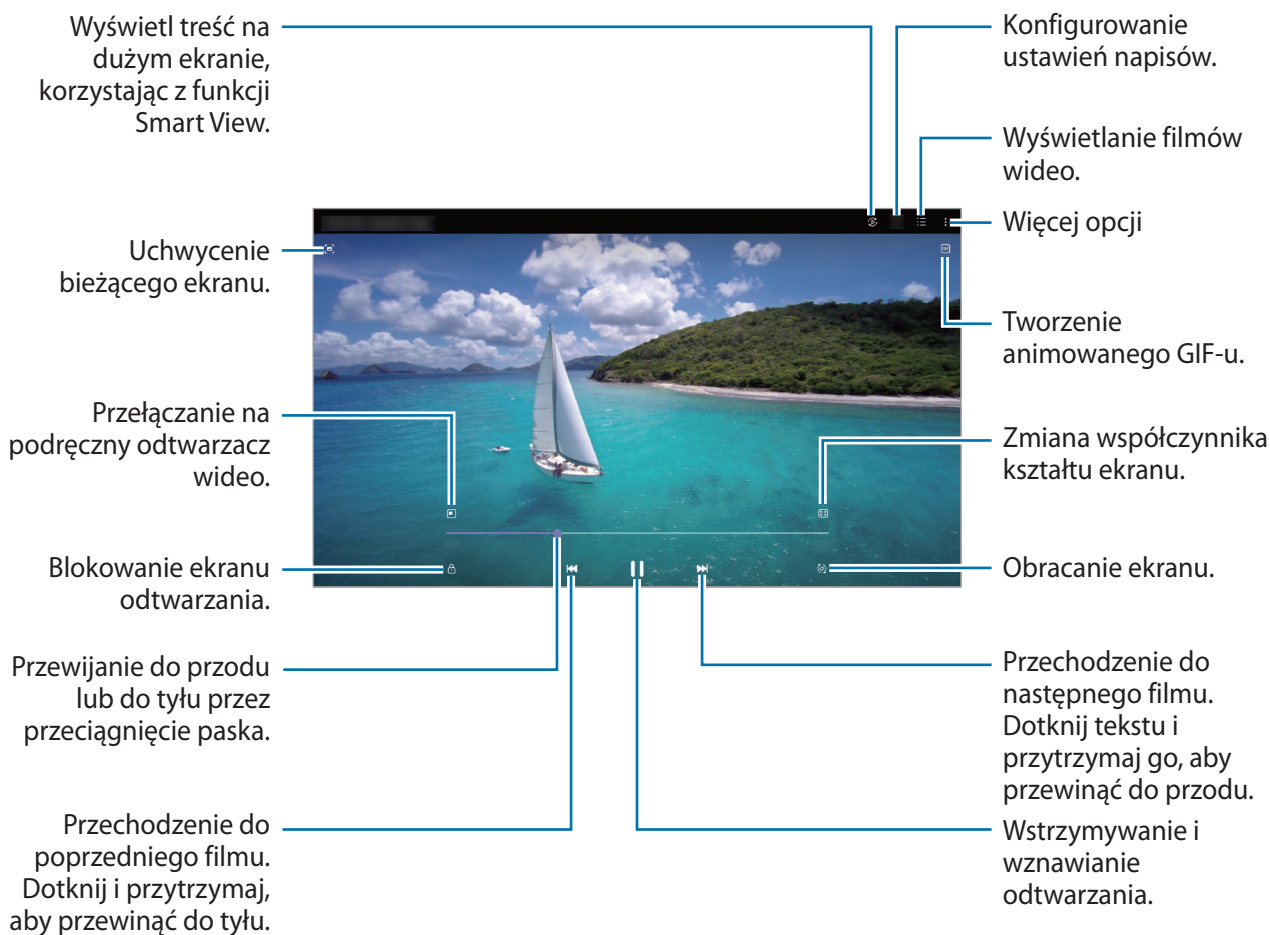 Wyświetl treść na
dużym ekranie,
korzystając z funkcji
Smart View.
Konfigurowanie
ustawień napisów.
Wyświetlanie filmów
wideo.
Więcej opcji
Uchwycenie
bieżącego ekranu.
Tworzenie
animowanego GIF-u.
Przełączanie na
podręczny odtwarzacz
wideo.
Zmiana współczynnika
kształtu ekranu.
Blokowanie ekranu
odtwarzania.
Obracanie ekranu.
Przewijanie do przodu
lub do tyłu przez
przeciągnięcie paska.
Przechodzenie do
następnego filmu.
Dotknij tekstu i
przytrzymaj go, aby
przewinąć do przodu.
Przechodzenie do
poprzedniego filmu.
Dotknij i przytrzymaj,
aby przewinąć do tyłu.
Wstrzymywanie i
wznawianie
odtwarzania.